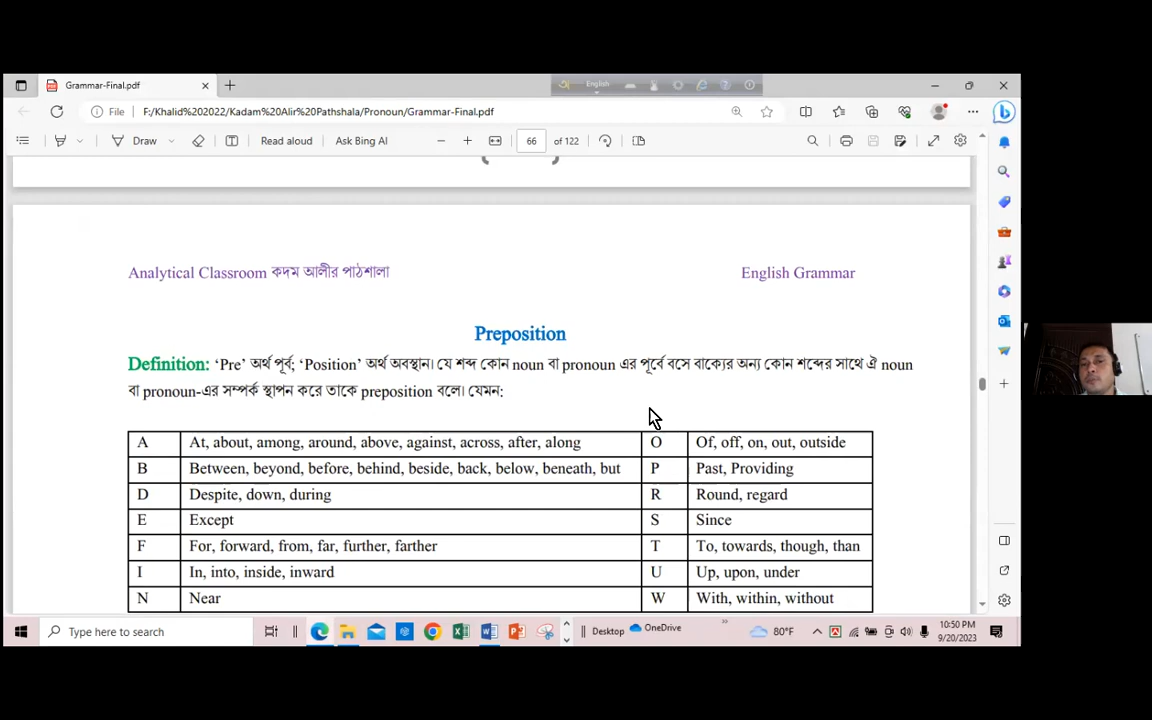 Grammar-Final.pdf
English
File F:/Khalid%202022/Kadam%20Alir%20Pathshala/Pronoun/Grammar-Final.pdf
Draw Read aloud Ask Bing AI 66 of 122
Analytical Classroom কদম আলীর পাঠশালা English Grammar
Preposition
Definition: ‘Pre’ অর্থ পূর্ব; ‘Position’ অর্থ অবস্থান। যে শব্দ কোন noun বা pronoun এর পূর্বে বসে বাক্যের অন্য কোন শব্দের সাথে ঐ noun
বা pronoun-এর সম্পর্ক স্থাপন করে তাকে preposition বলে। যেমন:
A At, about, among, around, above, against, across, after, along O Of, off, on, out, outside
B Between, beyond, before, behind, beside, back, below, beneath, but P Past, Providing
D Despite, down, during R Round, regard
E Except S Since
F For, forward, from, far, further, farther T To, towards, though, than
I In, into, inside, inward U Up, upon, under
N Near W With, within, without
Type here to search Desktop OneDrive 80°F 10:50 PM
9/20/2023